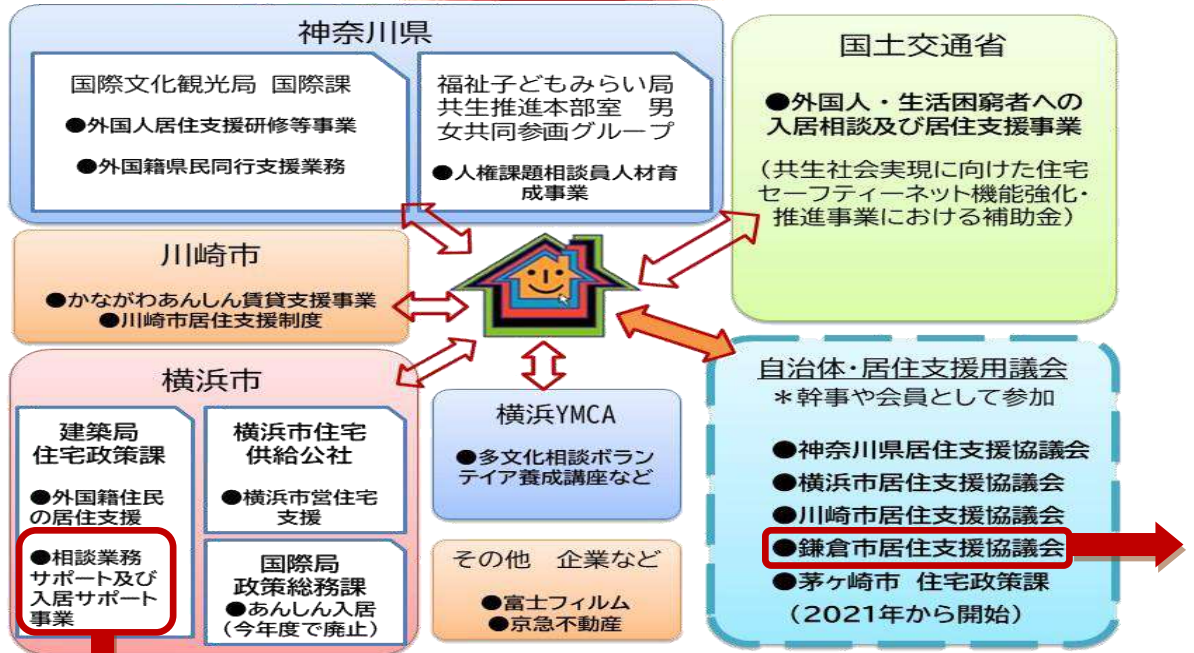 神奈川県
国際文化観光局 国際課
●外国人居住支援研修等事業
●外国籍県民同行支援業務
福祉子どもみらい局
共生推進本部室 男
女共同参画グループ
●人権課題相談員人材育
成事業
国土交通省
●外国人・生活困窮者への
入居相談及び居住支援事業
(共生社会実現に向けた住宅
セーフティーネット機能強化・
推進事業における補助金)
川崎市
●かながわあんしん賃貸支援事業
●川崎市居住支援制度
横浜市
建築局
住宅政策課
●外国籍住民
の居住支援
●相談業務
サポート及び
入居サポート
事業
横浜市住宅
供給公社
●横浜市営住宅
支援
国際局
政策総務課
●あんしん入居
(今年度で廃止)
横浜YMCA
●多文化相談ボラン
テイア養成講座など
その他 企業など
●富士フィルム
●京急不動産
自治体・居住支援用議会
*幹事や会員として参加
●神奈川県居住支援協議会
●横浜市居住支援協議会
●川崎市居住支援協議会
●鎌倉市居住支援協議会
●茅ヶ崎市 住宅政策課
(2021年から開始)